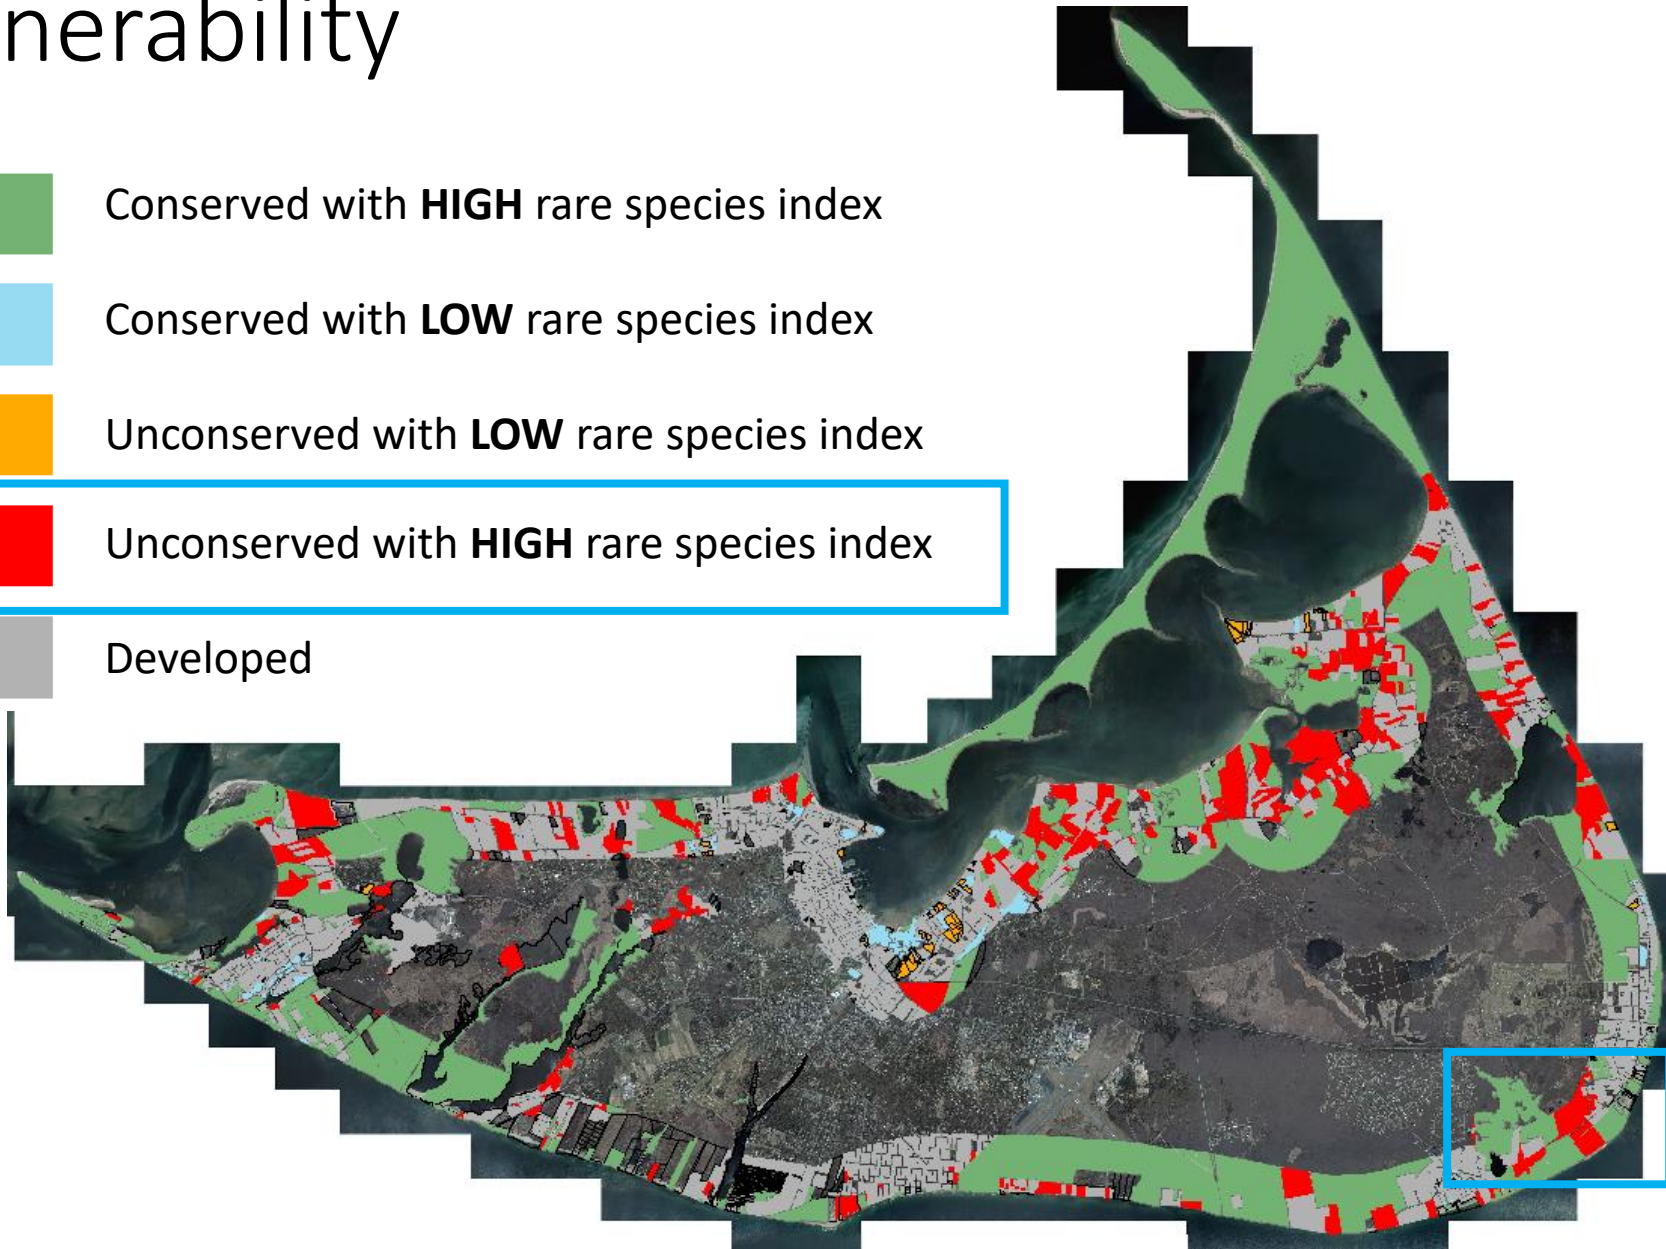 nerability
Conserved with HIGH rare species index
Conserved with LOW rare species index
Unconserved with LOW rare species index
Unconserved with HIGH rare species index
Developed